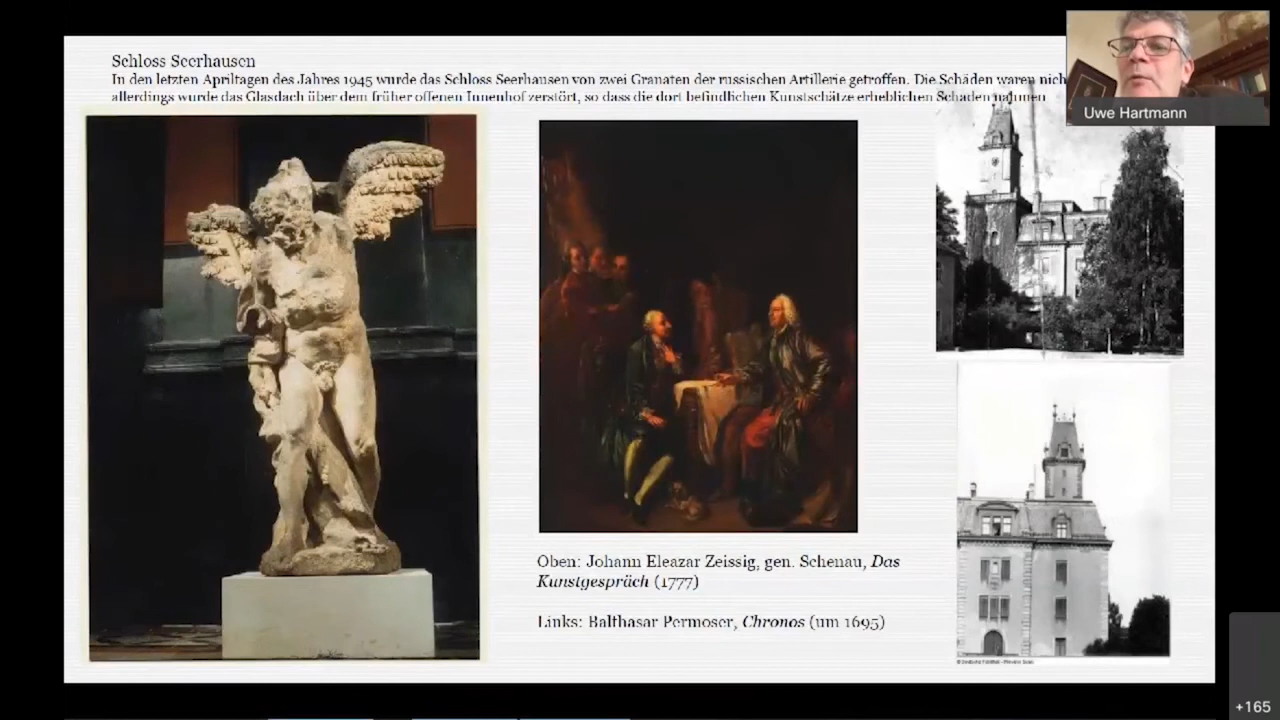 Schloss Seerhausen
In den letzten Apriltagen des Jahres 1945 wurde das Schloss Seerhausen von zwei Granaten der russischen Artillerie getroffen. Die Schäden waren nich
allerdings wurde das Glasdach über dem früher offenen Innenhof zerstört, so dass die dort befindlichen Kunstschätze erheblichen Schaden nahmen
Uwe Hartmann
Oben: Johann Eleazar Zeissig, gen. Schenau, Das
Kunstgespräch (1777)
Links: Balthasar Permoser, Chronos (um 1695)
+165